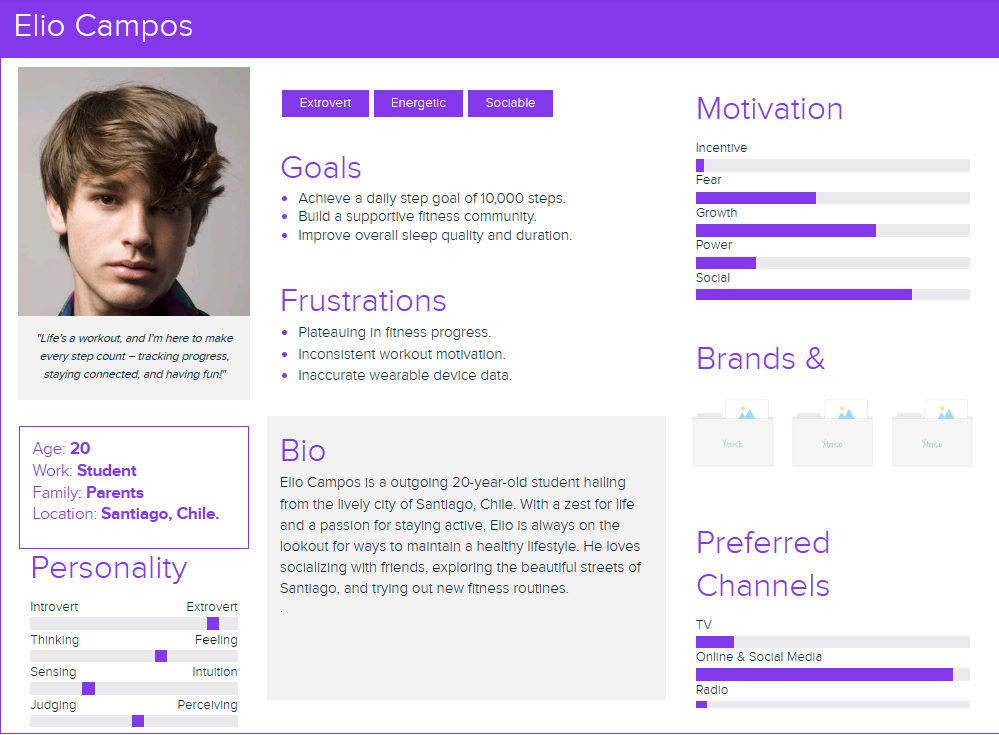 Elio Campos
"Life's a workout, and I'm here to make
every step count – tracking progress,
staying connected, and having fun!"
Age: 20
Work: Student
Family: Parents
Location: Santiago, Chile.
Personality
Introvert Extrovert
Thinking Feeling
Sensing Intuition
Judging Perceiving
Extrovert Energetic Sociable
Goals
Achieve a daily step goal of 10,000 steps.
Build a supportive fitness community.
Improve overall sleep quality and duration.
Frustrations
Plateauing in fitness progress.
Inconsistent workout motivation.
Inaccurate wearable device data.
Bio
Elio Campos is a outgoing 20-year-old student hailing
from the lively city of Santiago, Chile. With a zest for life
and a passion for staying active, Elio is always on the
lookout for ways to maintain a healthy lifestyle. He loves
socializing with friends, exploring the beautiful streets of
Santiago, and trying out new fitness routines.
.
Motivation
Incentive
Fear
Growth
Power
Social
Brands &
Preferred
Channels
TV
Online & Social Media
Radio